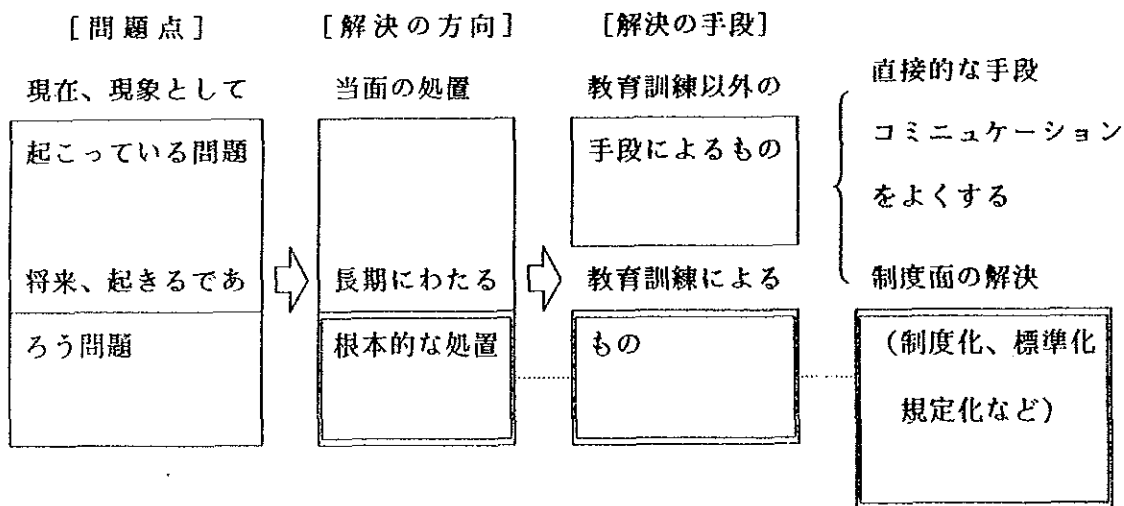 [問題点]
現在、現象として
起こっている問題
将来、起きるであ
ろう問題
[解決の方向]
当面の処置
長期にわたる
根本的な処置
[解決の手段]
教育訓練以外の
手段によるもの
教育訓練による
もの
直接的な手段
コミニュケーション
をよくする
制度面の解決
(制度化、標準化
規定化など)